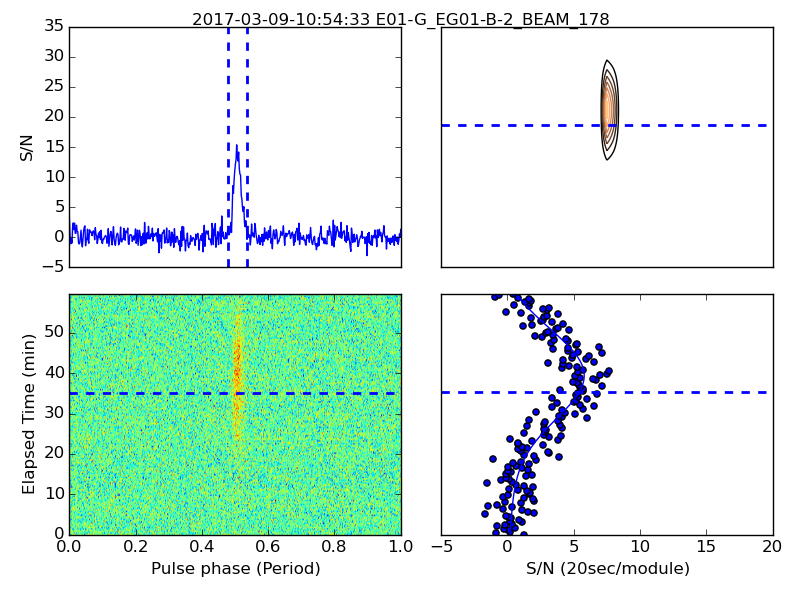 2017-03-09-10:54:33 E01-G_EG01-B-2_BEAM_178
35
30
25
20
15
10
5
0
−5
S/N
50
40
30
20
10
0
Elapsed Time (min)
0.0 0.2 0.4 0.6 0.8 1.0
Pulse phase (Period)
−5 0 5 10 15 20
S/N (20sec/module)